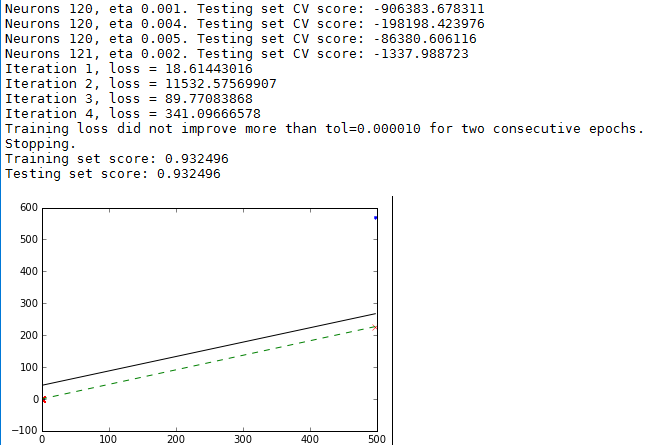 Neurons 120, eta 0.001. Testing set CV score: -906383.678311
Neurons 120, eta 0.004. Testing set CV score: -198198.423976
Neurons 120, eta 0.005. Testing set CV score: -86380.606116
Neurons 121, eta 0.002. Testing set CV score: -1337.988723
Iteration 1, loss = 18.61443016
Iteration 2, loss = 11532.57569907
Iteration 3, loss = 89.77083868
Iteration 4, loss = 341.09666578
Training loss did not improve more than tol=0.000010 for two consecutive epochs.
Stopping.
Training set score: 0.932496
Testing set score: 0.932496
600
500
400
300
200
100
0
−100
0 100 200 300 400 500